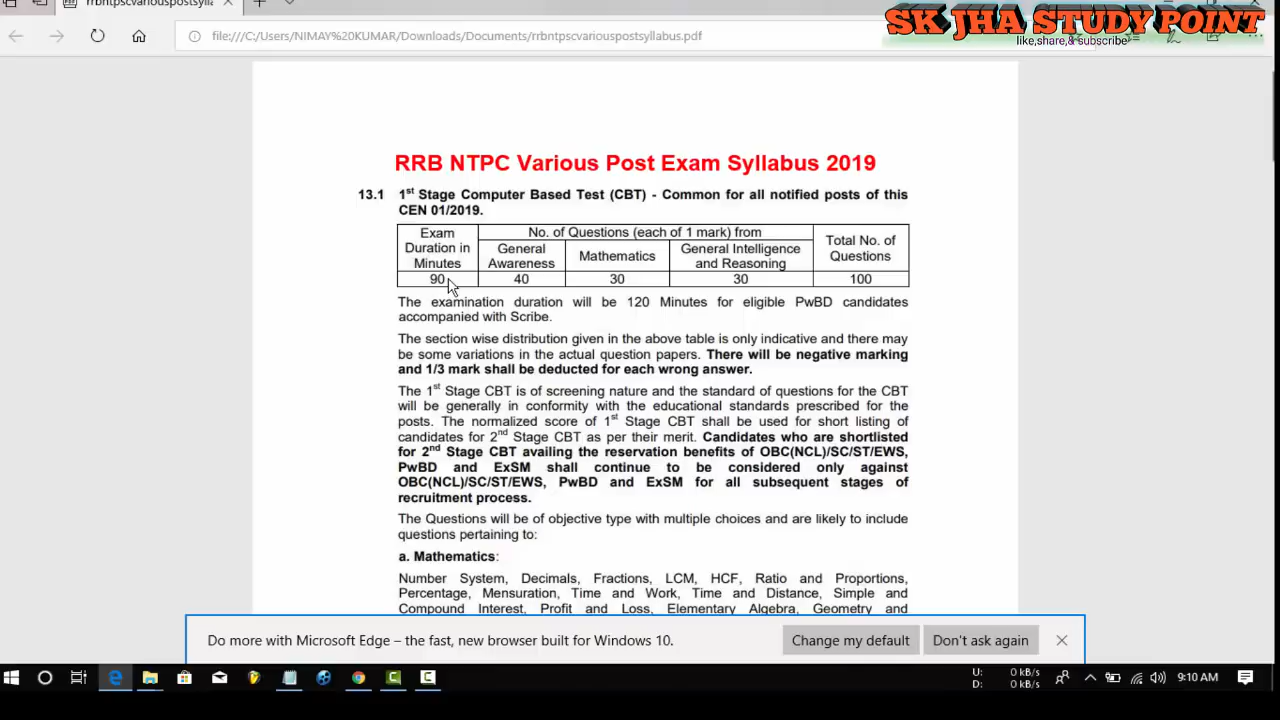 rrbntpscvariouspostsylla
SK JHA STUDY POINT
like,share,& subscribe
file:///C:/Users/NIMAY%20KUMAR/Downloads/Documents/rrbntpscvariouspostsyllabus.pdf
RRB NTPC Various Post Exam Syllabus 2019
13.1 1st Stage Computer Based Test (CBT) - Common for all notified posts of this
CEN 01/2019.
Exam Duration in Minutes
No. of Questions (each of 1 mark) from
General Awareness
Mathematics
General Intelligence and Reasoning
Total No. of Questions
90 40 30 30 100
The examination duration will be 120 Minutes for eligible PwBD candidates
accompanied with Scribe.
The section wise distribution given in the above table is only indicative and there may
be some variations in the actual question papers. There will be negative marking
and 1/3 mark shall be deducted for each wrong answer.
The 1st Stage CBT is of screening nature and the standard of questions for the CBT
will be generally in conformity with the educational standards prescribed for the
posts. The normalized score of 1st Stage CBT shall be used for short listing of
candidates for 2nd Stage CBT as per their merit. Candidates who are shortlisted
for 2nd Stage CBT availing the reservation benefits of OBC(NCL)/SC/ST/EWS,
PwBD and ExSM shall continue to be considered only against
OBC(NCL)/SC/ST/EWS, PwBD and ExSM for all subsequent stages of
recruitment process.
The Questions will be of objective type with multiple choices and are likely to include
questions pertaining to:
a. Mathematics:
Number System, Decimals, Fractions, LCM, HCF, Ratio and Proportions,
Percentage, Mensuration, Time and Work, Time and Distance, Simple and
Compound Interest, Profit and Loss, Elementary Algebra, Geometry and
Do more with Microsoft Edge – the fast, new browser built for Windows 10.
Change my default
Don't ask again
U: 0 kB/s
D: 0 kB/s
9:10 AM